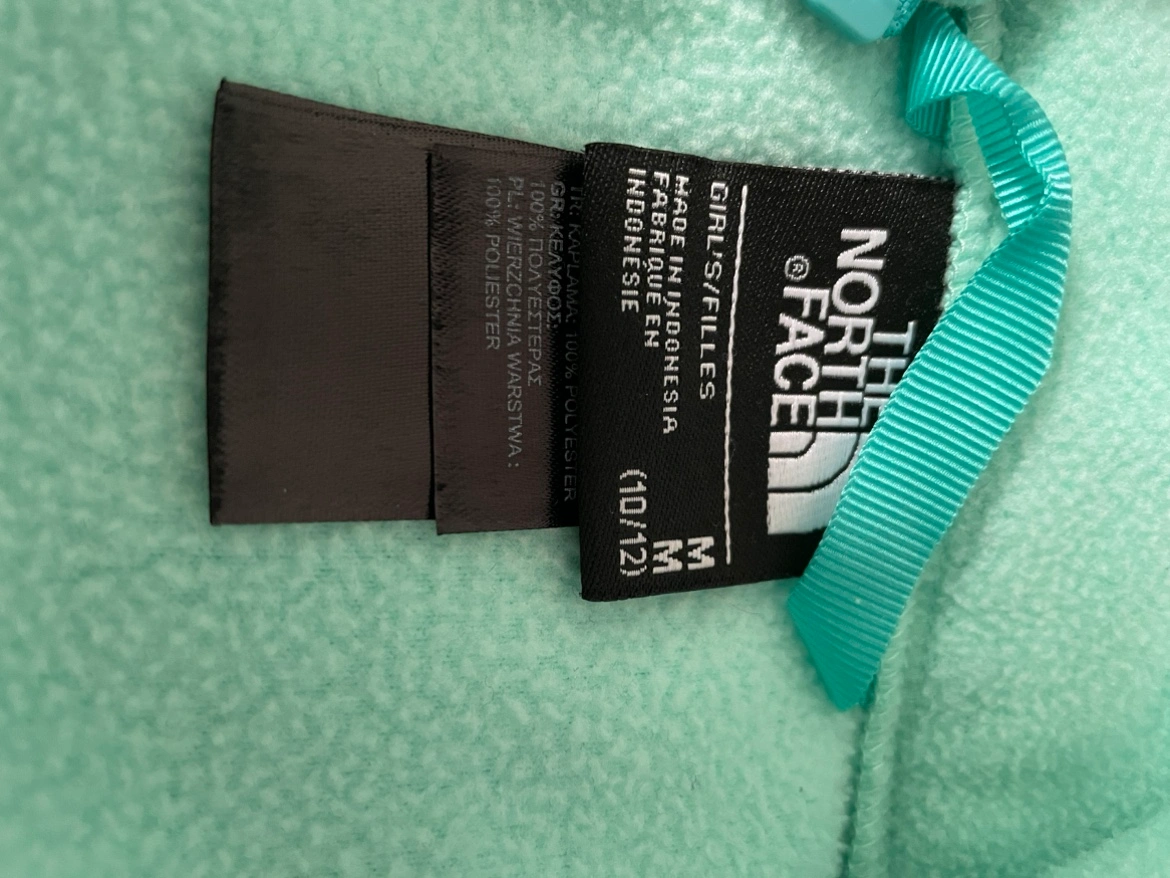 THE
NORTH
FACE
®
GIRL'S/FILLES M
MADE IN INDONESIA M
FABRIQUE EN
INDONESIE (10/12)
TR: KAPLAMA: 100% POLYESTER
GR: ΚΕΛΥΦΟΣ:
100% ΠΟΛΥΕΣΤΕΡΑΣ
PL: WIERZCHNIA WARSTWA :
100% POLIESTER